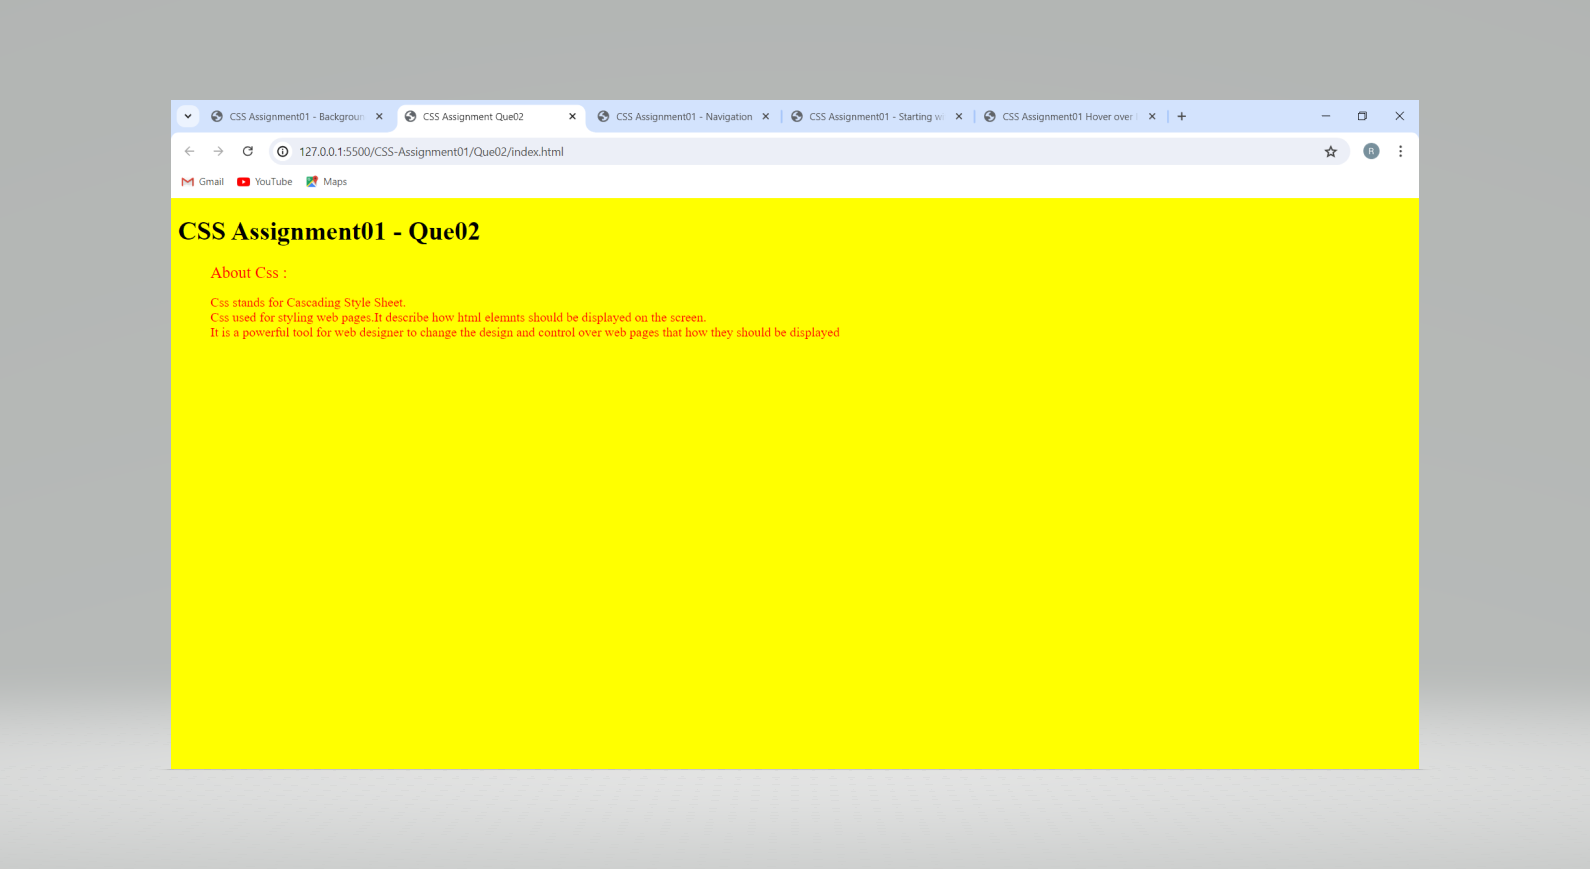 CSS Assignment01 - Backgroun
CSS Assignment Que02
CSS Assignment01 - Navigation
CSS Assignment01 - Starting wi
CSS Assignment01 Hover over
127.0.0.1:5500/CSS-Assignment01/Que02/index.html
R
Gmail
YouTube
Maps
CSS Assignment01 - Que02
About Css :
Css stands for Cascading Style Sheet.
Css used for styling web pages.It describe how html elemnts should be displayed on the screen.
It is a powerful tool for web designer to change the design and control over web pages that how they should be displayed